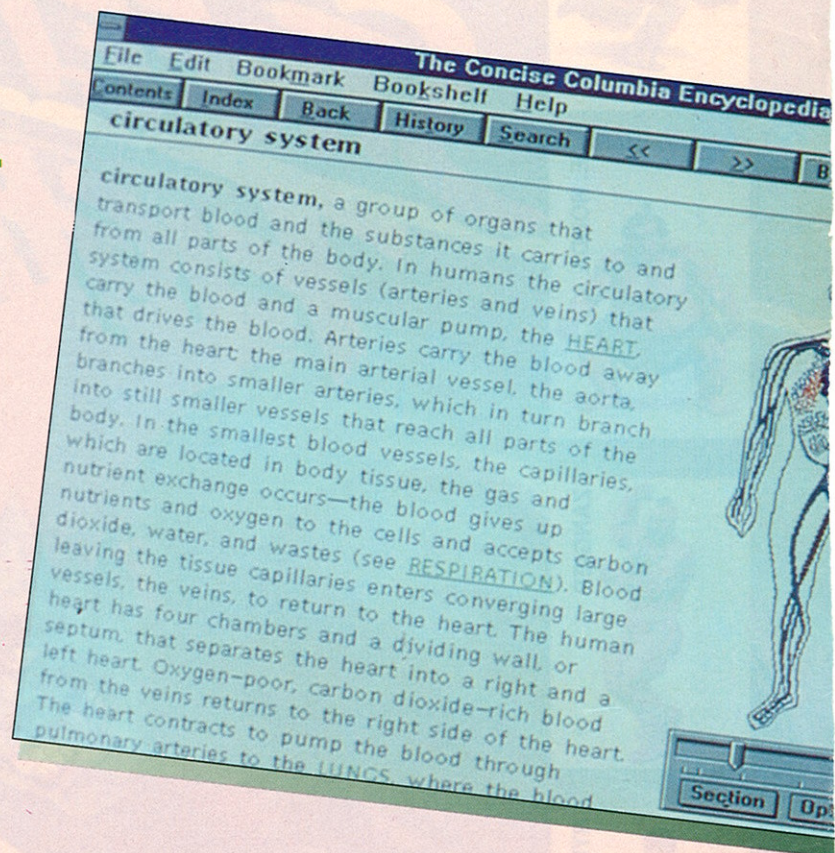 The Concise Columbia Encyclopedia
File Edit Bookmark Bookshelf Help
Contents Index Back History Search << >> B
circulatory system
circulatory system, a group of organs that
transport blood and the substances it carries to and
from all parts of the body. In humans the circulatory
system consists of vessels (arteries and veins) that
carry the blood and a muscular pump, the HEART,
that drives the blood. Arteries carry the blood away
from the heart: the main arterial vessel, the aorta,
branches into smaller arteries, which in turn branch
into still smaller vessels that reach all parts of the
body. In the smallest blood vessels, the capillaries,
which are located in body tissue, the gas and
nutrient exchange occurs—the blood gives up
nutrients and oxygen to the cells and accepts carbon
dioxide, water, and wastes (see RESPIRATION). Blood
leaving the tissue capillaries enters converging large
vessels, the veins, to return to the heart. The human
heart has four chambers and a dividing wall, or
septum, that separates the heart into a right and a
left heart. Oxygen-poor, carbon dioxide-rich blood
from the veins returns to the right side of the heart.
The heart contracts to pump the blood through
pulmonary arteries to the LUNGS, where the blood
Section Op